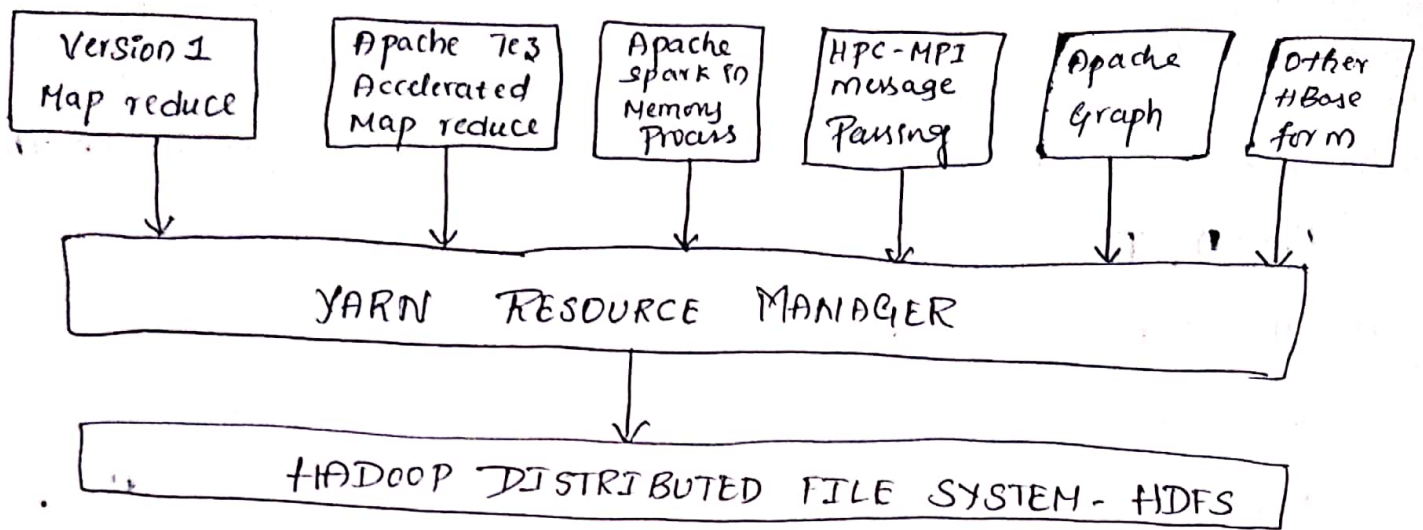 Version 1
Map reduce
Apache Tez
Accelerated
Map reduce
Apache
spark in
Memory
Process
HPC-MPI
message
Passing
Apache
Graph
Other
HBase
form
YARN RESOURCE MANAGER
HADOOP DISTRIBUTED FILE SYSTEM - HDFS